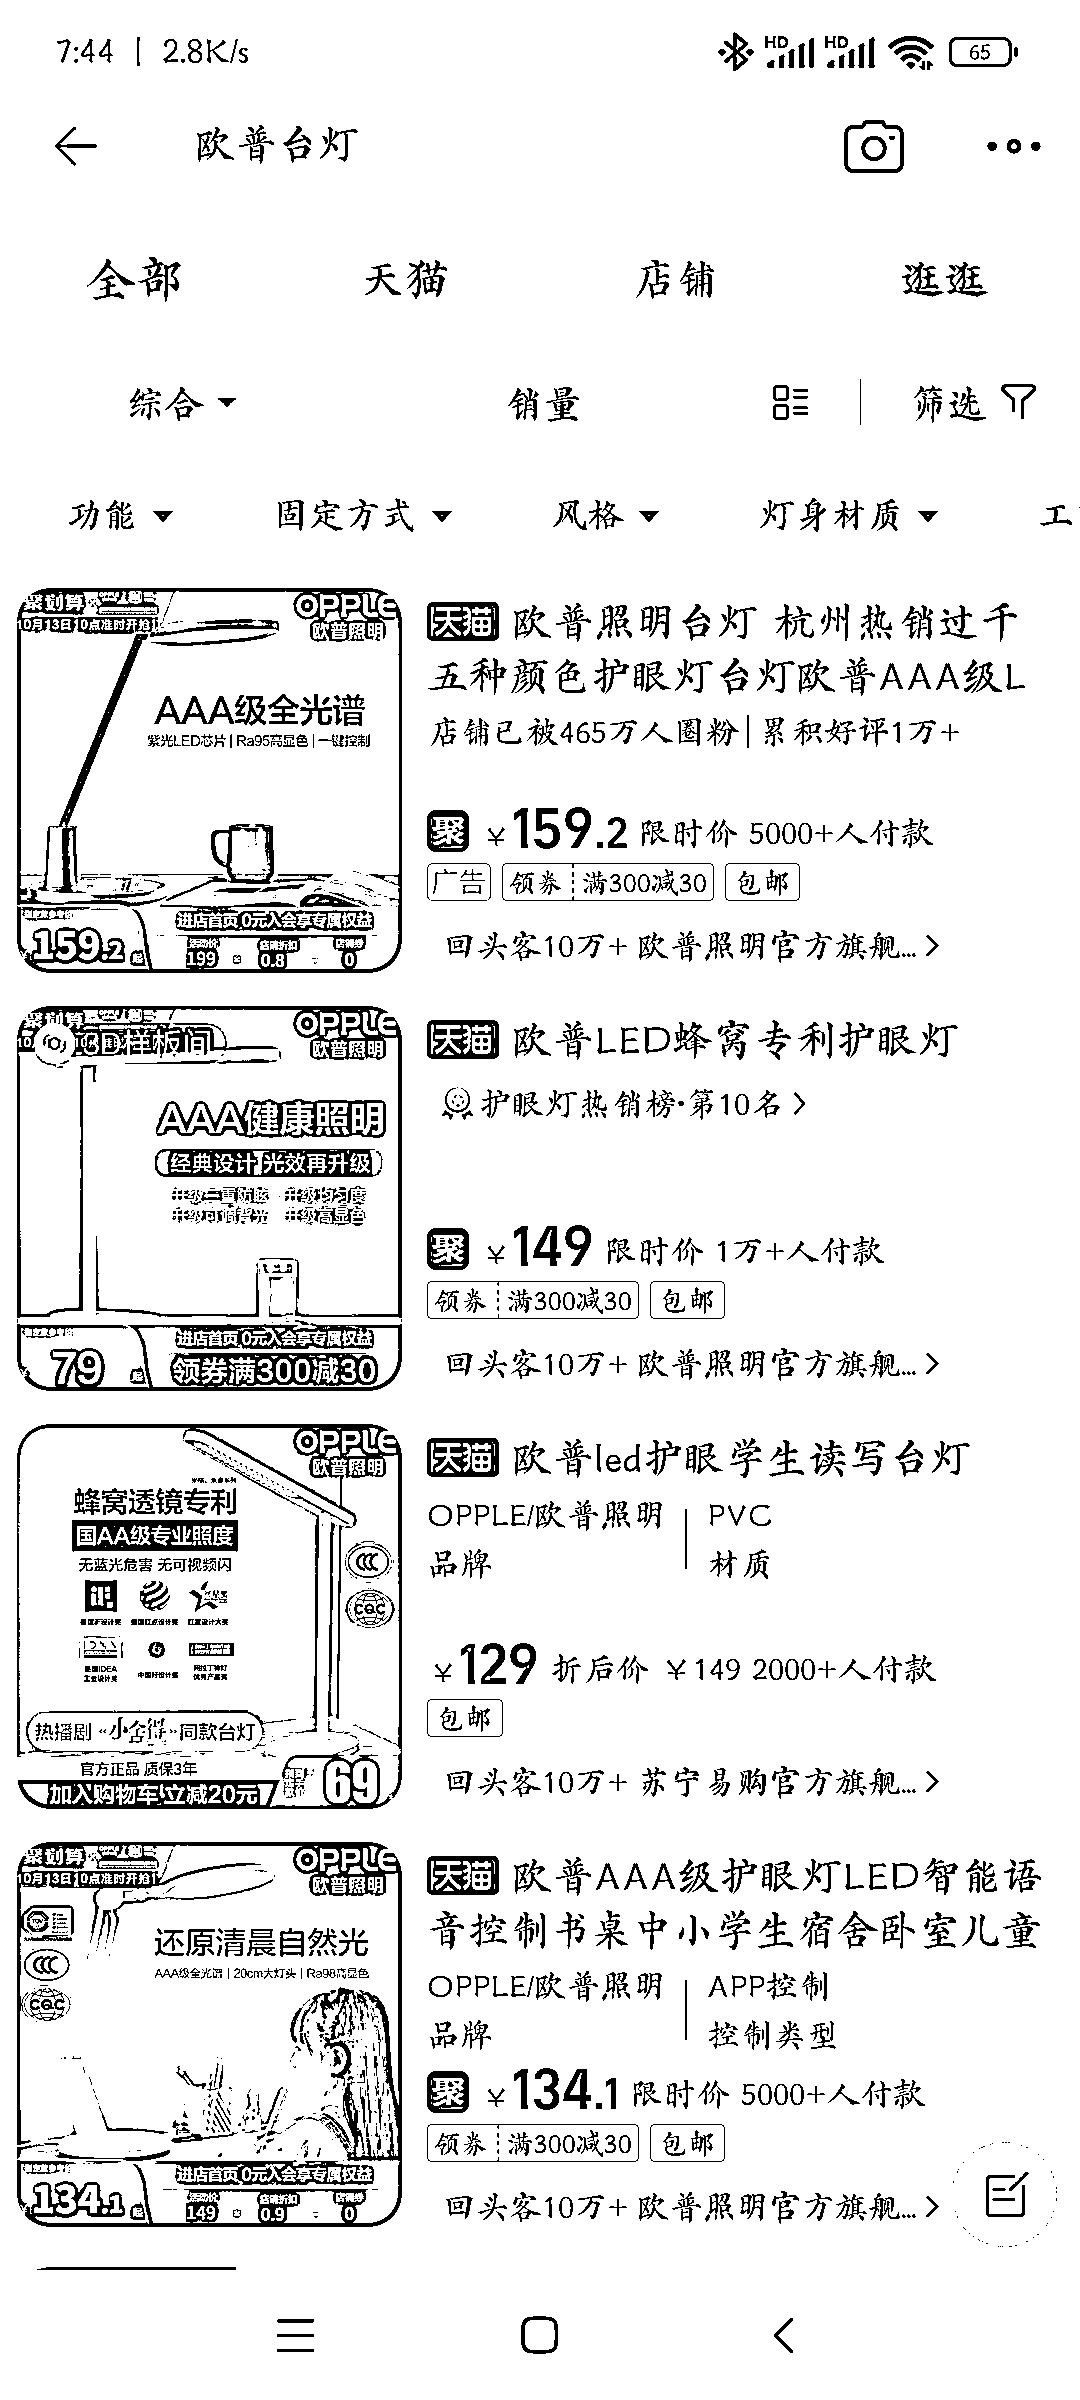 7:44 | 2.8K/s
HD HD 65
欧普台灯
全部 天猫 店铺 逛逛
综合 销量 筛选
功能 固定方式 风格 灯身材质 工
聚划算
10月13日10点准时开抢
OPPLE
欧普照明
AAA级全光谱
紫光LED芯片 | Ra95高显色 | 一键控制
进店首页 0元入会享专属权益
159.2 起
199 0.8 0
天猫 欧普照明台灯 杭州热销过千
五种颜色护眼灯台灯欧普AAA级L
店铺已被465万人圈粉 | 累积好评1万+
聚 ¥159.2 限时价 5000+人付款
广告 领券 满300减30 包邮
回头客10万+ 欧普照明官方旗舰... >
3D样板间
OPPLE
欧普照明
AAA健康照明
经典设计 光效再升级
进店首页 0元入会享专属权益
79 起 领券满300减30
天猫 欧普LED蜂窝专利护眼灯
护眼灯热销榜·第10名 >
聚 ¥149 限时价 1万+人付款
领券 满300减30 包邮
回头客10万+ 欧普照明官方旗舰... >
OPPLE
欧普照明
蜂窝透镜专利
国AA级专业照度
无蓝光危害 无可视频闪
CCC
CQC
热播剧“小舍得”同款台灯
官方正品 质保3年
加入购物车!立减20元
69
天猫 欧普led护眼学生读写台灯
OPPLE/欧普照明 PVC
品牌 材质
¥129 折后价 ¥149 2000+人付款
包邮
回头客10万+ 苏宁易购官方旗舰... >
聚划算
10月13日10点准时开抢
OPPLE
欧普照明
CCC
CQC
还原清晨自然光
AAA级全光谱 | 20cm大灯头 | Ra98高显色
进店首页 0元入会享专属权益
134.1 起
149 0.9 0
天猫 欧普AAA级护眼灯LED智能语
音控制书桌中小学生宿舍卧室儿童
OPPLE/欧普照明 APP控制
品牌 控制类型
聚 ¥134.1 限时价 5000+人付款
领券 满300减30 包邮
回头客10万+ 欧普照明官方旗舰... >